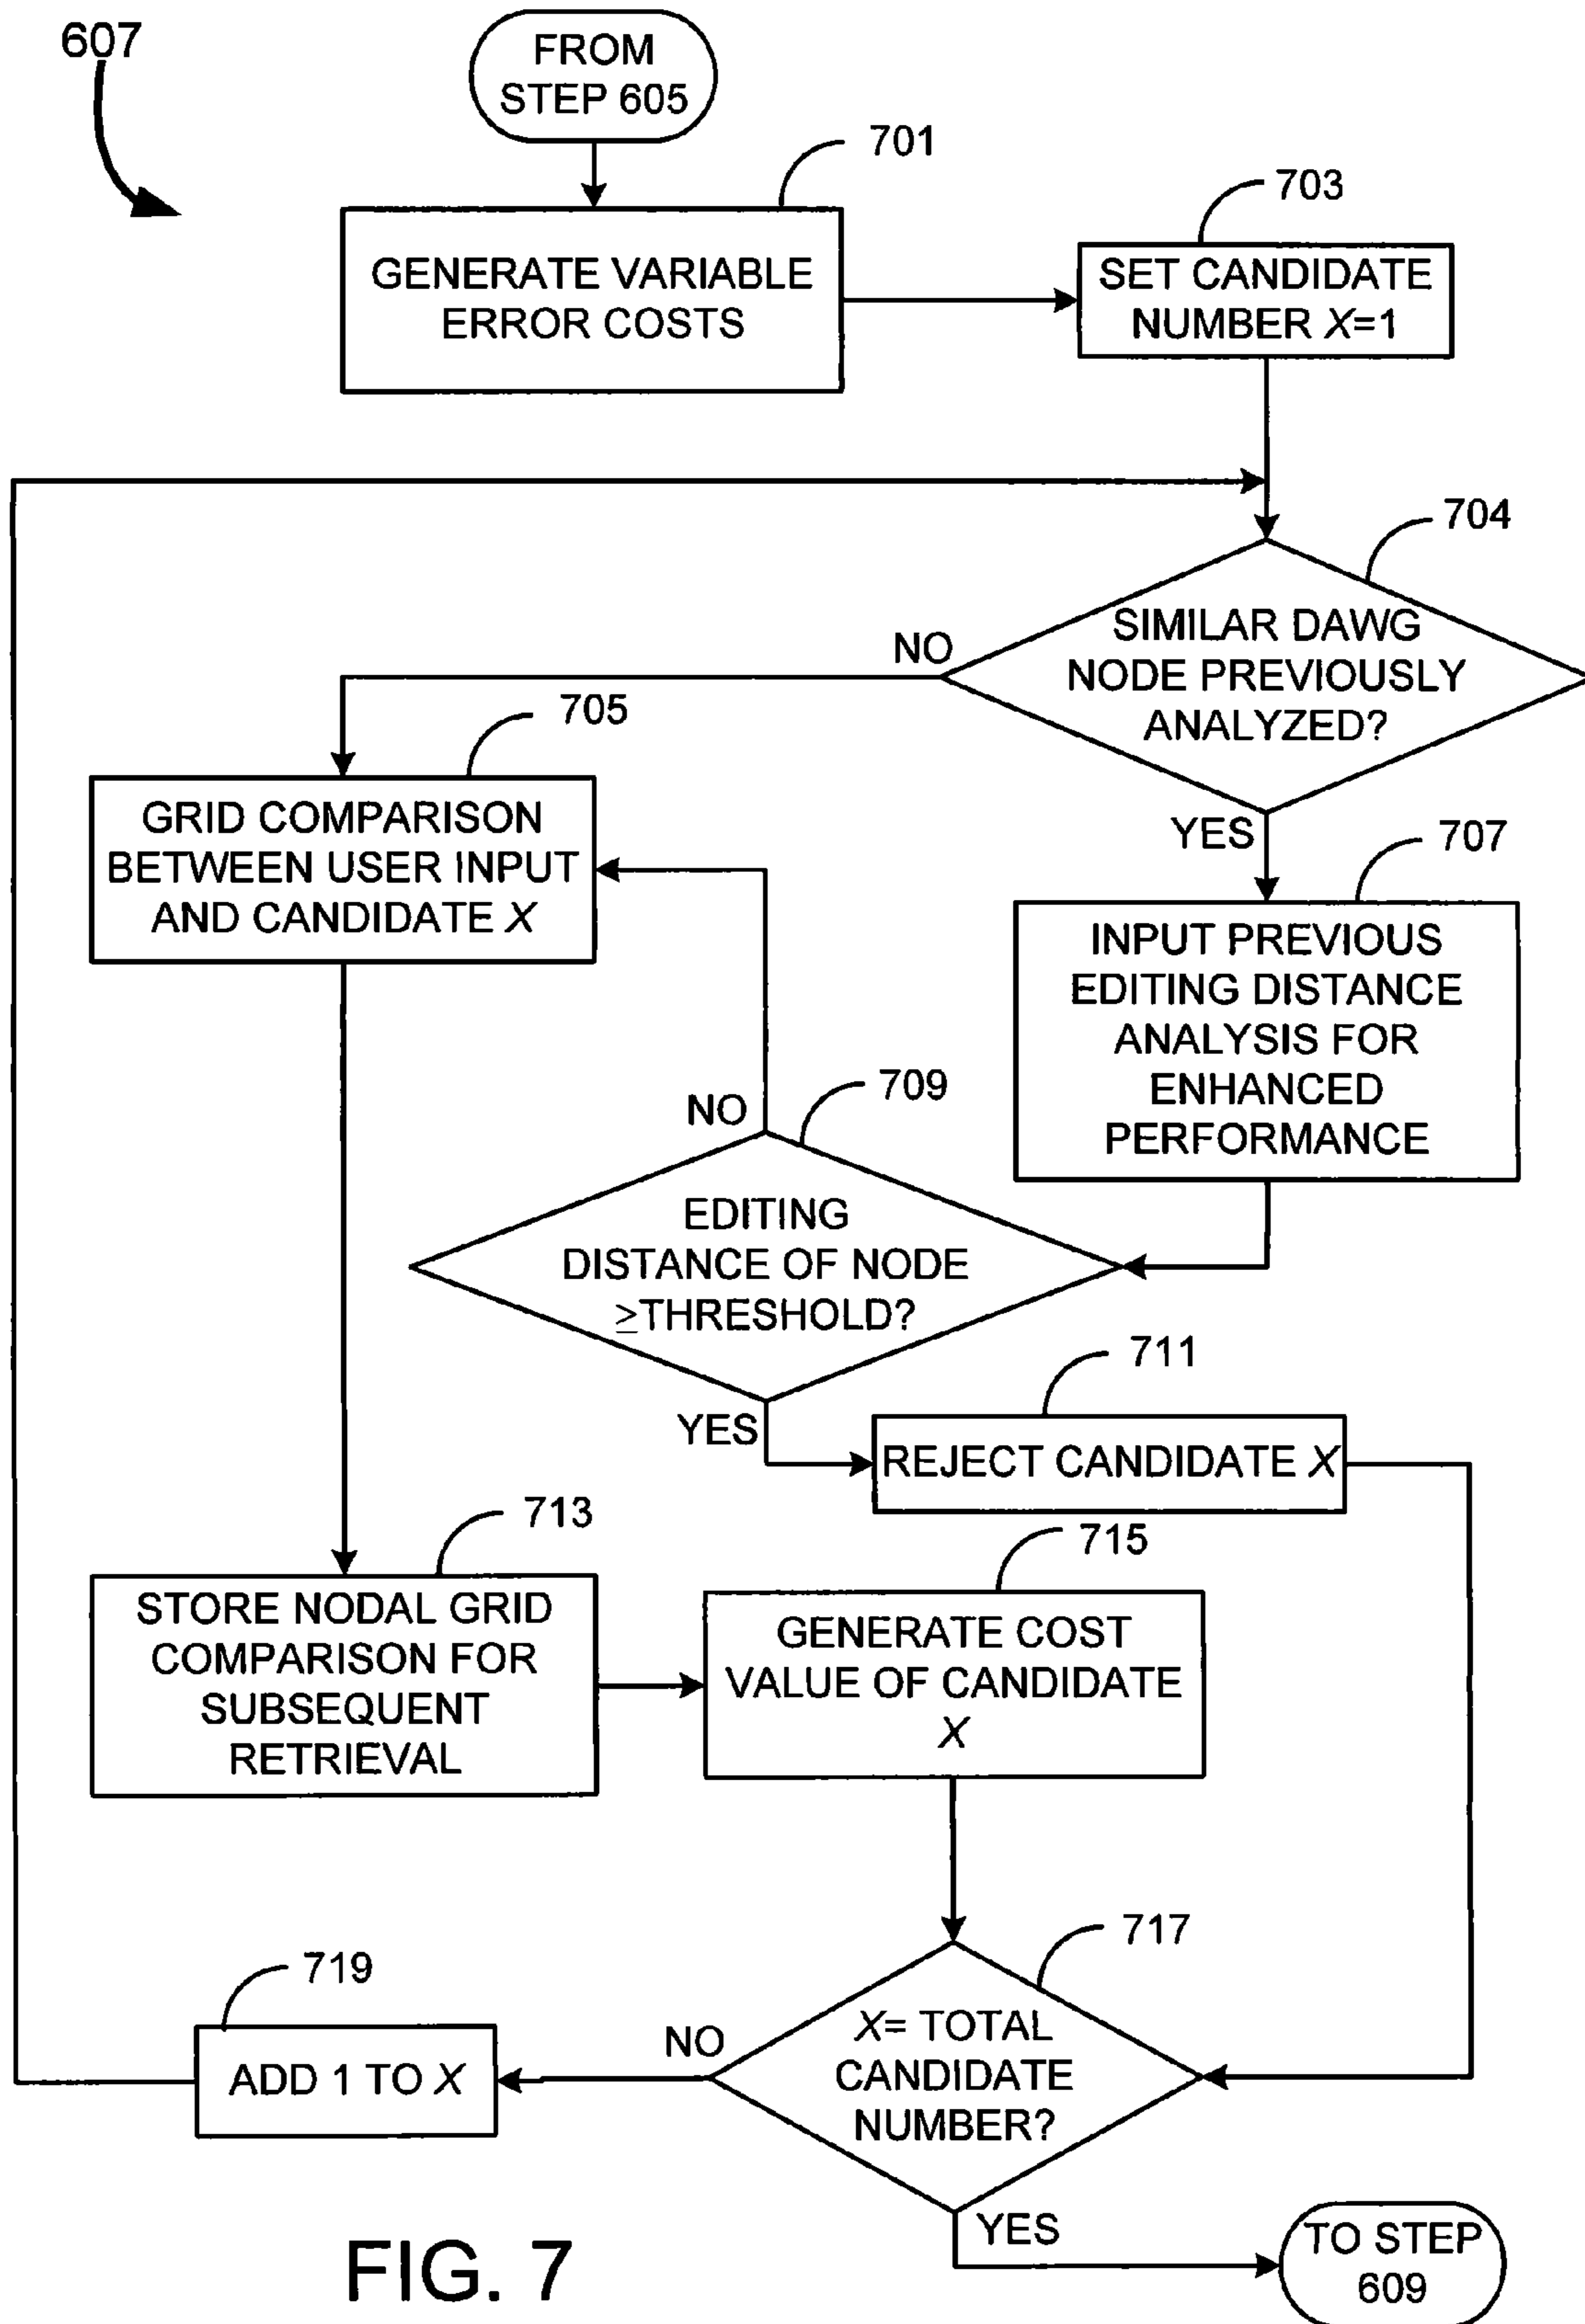 607
FROM
STEP 605
701
GENERATE VARIABLE
ERROR COSTS
703
SET CANDIDATE
NUMBER X=1
704
SIMILAR DAWG
NODE PREVIOUSLY
ANALYZED?
NO
YES
705
GRID COMPARISON
BETWEEN USER INPUT
AND CANDIDATE X
707
INPUT PREVIOUS
EDITING DISTANCE
ANALYSIS FOR
ENHANCED
PERFORMANCE
709
NO
EDITING
DISTANCE OF NODE
≥THRESHOLD?
YES
711
REJECT CANDIDATE X
713
STORE NODAL GRID
COMPARISON FOR
SUBSEQUENT
RETRIEVAL
715
GENERATE COST
VALUE OF CANDIDATE
X
717
X= TOTAL
CANDIDATE
NUMBER?
NO
719
ADD 1 TO X
YES
TO STEP
609
FIG. 7